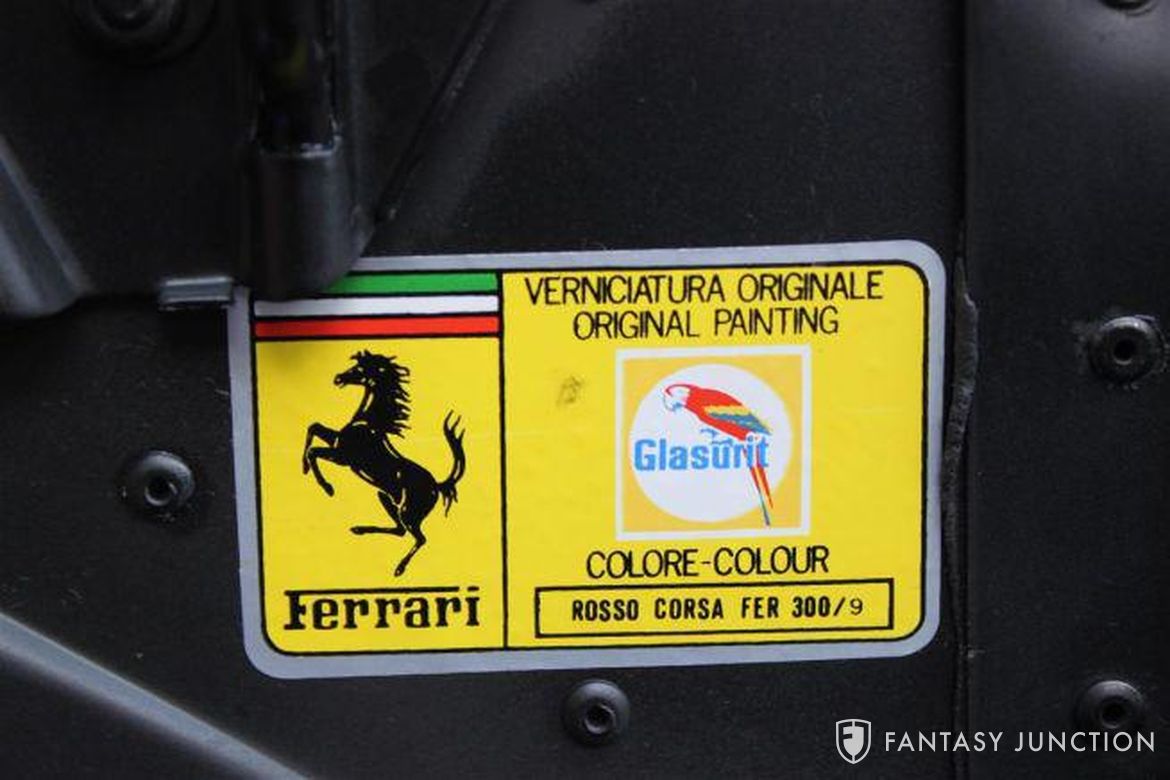 VERNICIATURA ORIGINALE
ORIGINAL PAINTING
Glasurit
COLORE-COLOUR
ROSSO CORSA FER 300/9
Ferrari
FANTASY JUNCTION